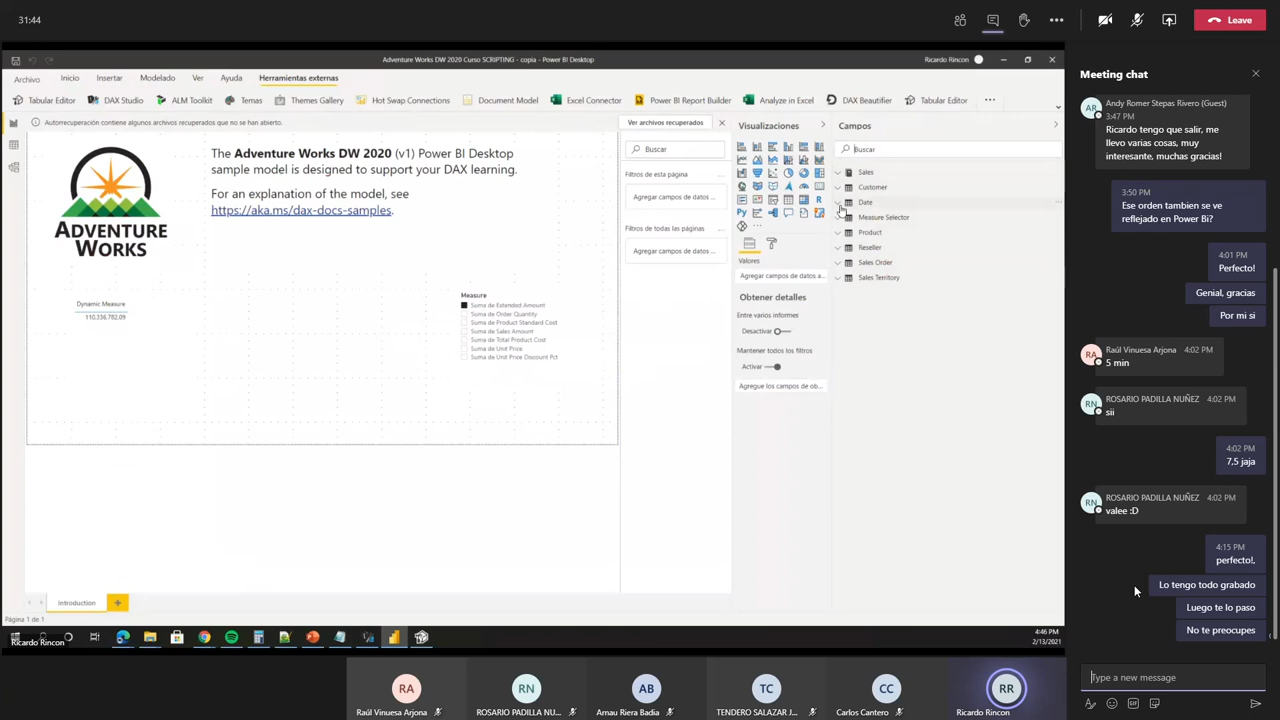 31:44
Leave
Adventure Works DW 2020 Curso SCRIPTING - copia - Power BI Desktop
Ricardo Rincon
Archivo
Inicio
Insertar
Modelado
Ver
Ayuda
Herramientas externas
Tabular Editor
DAX Studio
ALM Toolkit
Temas
Themes Gallery
Hot Swap Connections
Document Model
Excel Connector
Power BI Report Builder
Analyze in Excel
DAX Beautifier
Tabular Editor
Autorrecuperación contiene algunos archivos recuperados que no se han abierto.
Ver archivos recuperados
ADVENTURE
WORKS
The Adventure Works DW 2020 (v1) Power BI Desktop
sample model is designed to support your DAX learning.
For an explanation of the model, see
https://aka.ms/dax-docs-samples.
Dynamic Measure
110.336.782,09
Measure
Suma de Extended Amount
Suma de Order Quantity
Suma de Product Standard Cost
Suma de Sales Amount
Suma de Total Product Cost
Suma de Unit Price
Suma de Unit Price Discount Pct
Introduction
Página 1 de 1
Buscar
Filtros de esta página
Agregar campos de datos ...
Filtros de todas las páginas
Agregar campos de datos ...
Visualizaciones
R
Py
Valores
Agregar campos de datos a...
Obtener detalles
Entre varios informes
Desactivar
Mantener todos los filtros
Activar
Agregue los campos de ob...
Campos
Buscar
Sales
Customer
Date
Measure Selector
Product
Reseller
Sales Order
Sales Territory
Ricardo Rincon
4:46 PM
2/13/2021
RA
Raúl Vinuesa Arjona
RN
ROSARIO PADILLA NUÑEZ
AB
Arnau Riera Badia
TC
TENDERO SALAZAR J...
CC
Carlos Cantero
RR
Ricardo Rincon
Meeting chat
AR
Andy Romer Stepas Rivero (Guest)
3:47 PM
Ricardo tengo que salir, me
llevo varias cosas, muy
interesante, muchas gracias!
3:50 PM
Ese orden tambien se ve
reflejado en Power Bi?
4:01 PM
Perfecto!
Genial, gracias
Por mi si
RA
Raúl Vinuesa Arjona 4:02 PM
5 min
RN
ROSARIO PADILLA NUÑEZ 4:02 PM
sii
4:02 PM
7,5 jaja
RN
ROSARIO PADILLA NUÑEZ 4:02 PM
valee :D
4:15 PM
perfecto!,
Lo tengo todo grabado
Luego te lo paso
No te preocupes
Type a new message